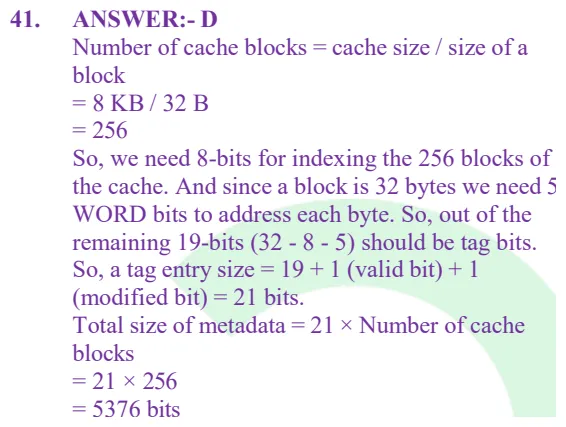 41. ANSWER:- D
Number of cache blocks = cache size / size of a
block
= 8 KB / 32 B
= 256
So, we need 8-bits for indexing the 256 blocks of
the cache. And since a block is 32 bytes we need 5
WORD bits to address each byte. So, out of the
remaining 19-bits (32 - 8 - 5) should be tag bits.
So, a tag entry size = 19 + 1 (valid bit) + 1
(modified bit) = 21 bits.
Total size of metadata = 21 × Number of cache
blocks
= 21 × 256
= 5376 bits